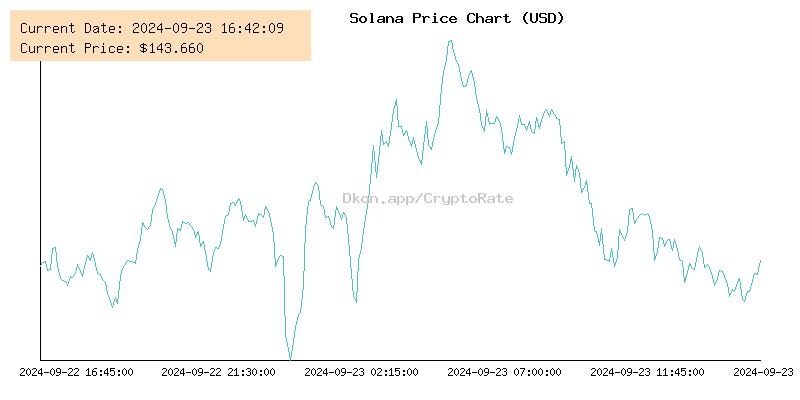 Solana Price Chart (USD)
Current Date: 2024-09-23 16:42:09
Current Price: $143.660
Dkon.app/CryptoRate
2024-09-22 16:45:00 2024-09-22 21:30:00 2024-09-23 02:15:00 2024-09-23 07:00:00 2024-09-23 11:45:00 2024-09-23